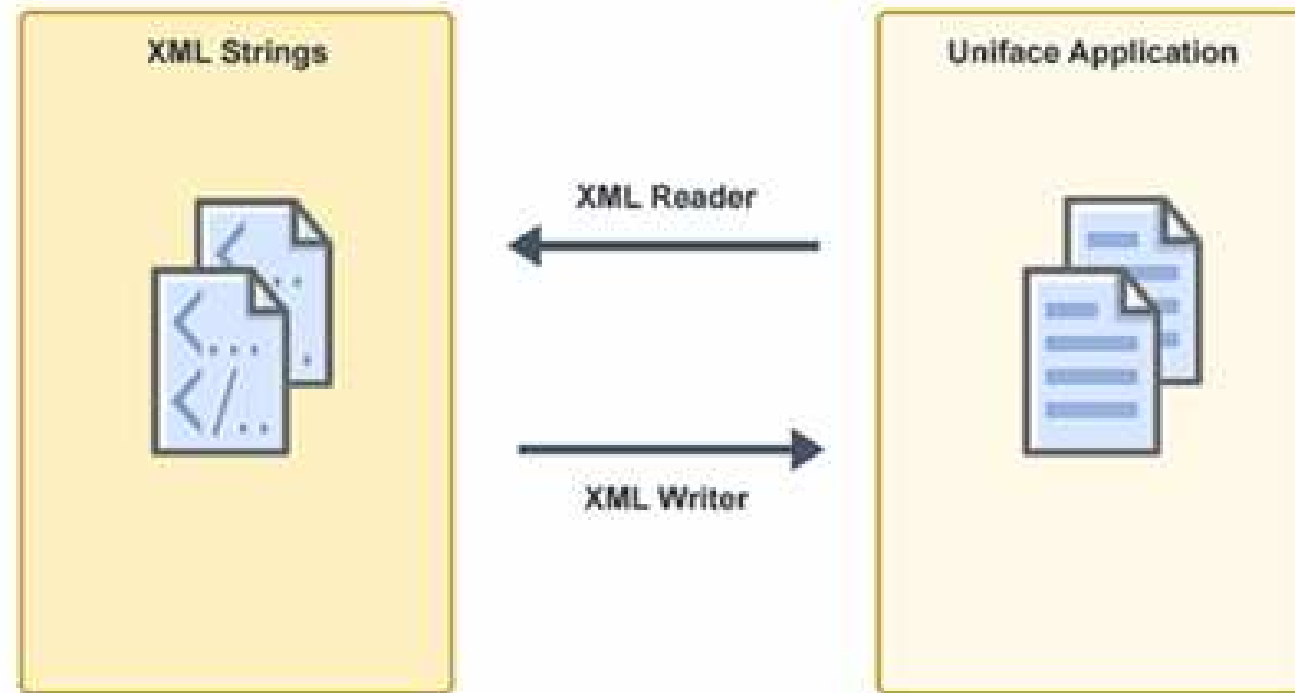 XML Strings
Uniface Application
XML Reader
<...
</..
XML Writer